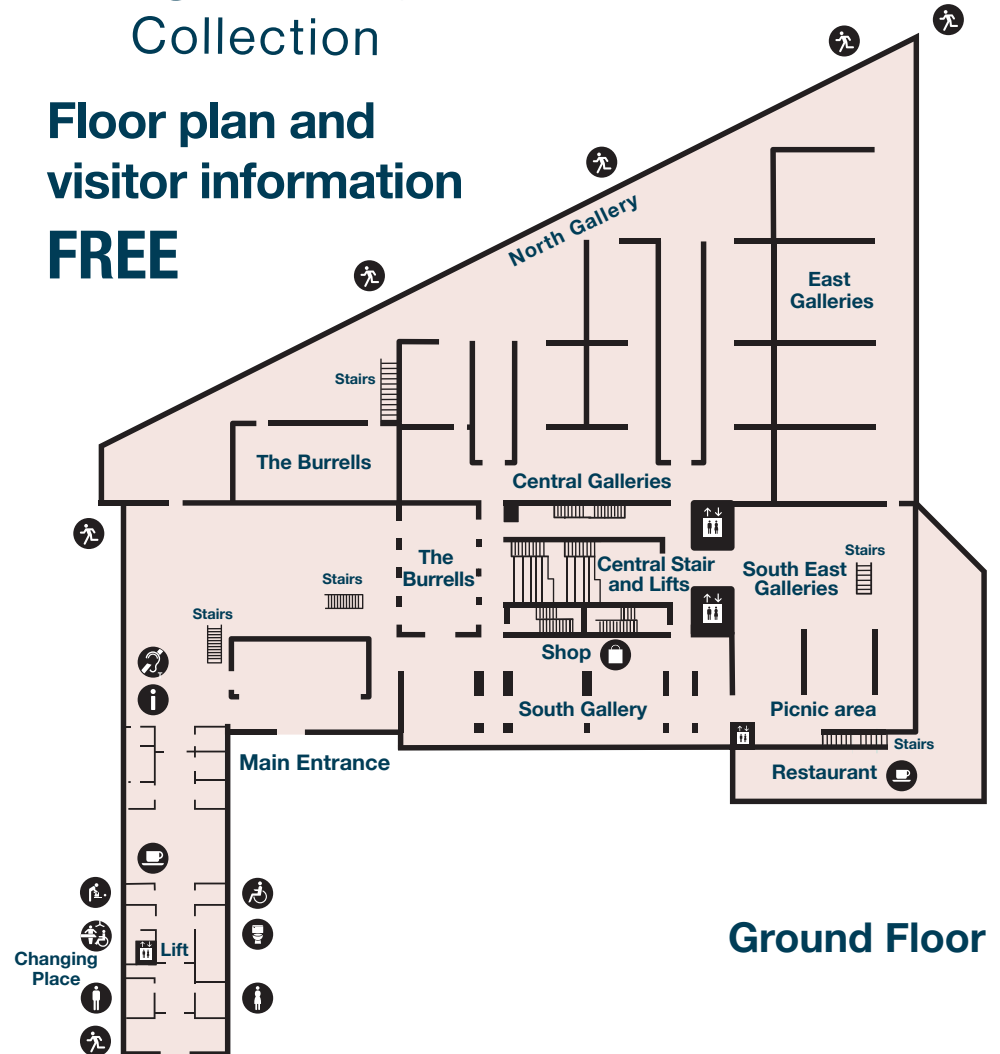 Collection
Floor plan and
visitor information
FREE
North Gallery
East
Galleries
Stairs
The Burrells
Central Galleries
The
Burrells
Central Stair
and Lifts
Stairs
South East
Galleries
Stairs
Stairs
Shop
South Gallery
Picnic area
Stairs
Main Entrance
Restaurant
Ground Floor
Lift
Changing
Place